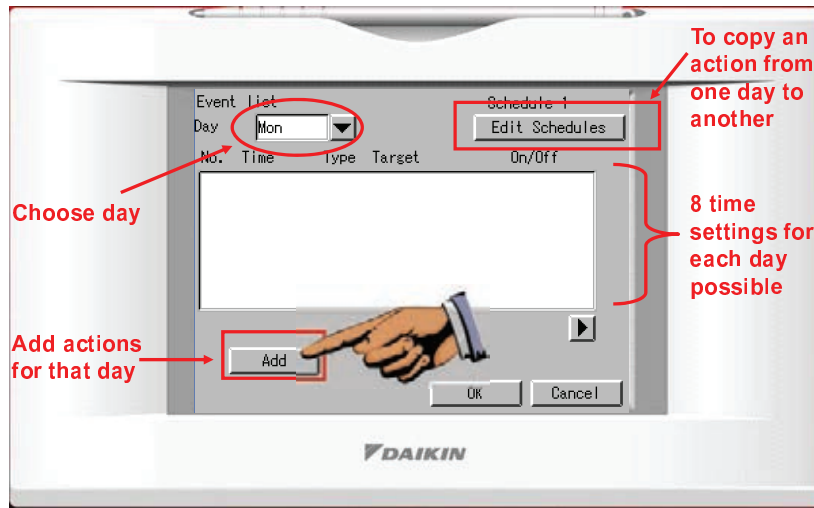 To copy an
action from
one day to
another
Event List
Schedule 1
Day
Mon
Edit Schedules
No. Time Type Target On/Off
Choose day
8 time
settings for
each day
possible
Add actions
for that day
Add
OK
Cancel
DAIKIN